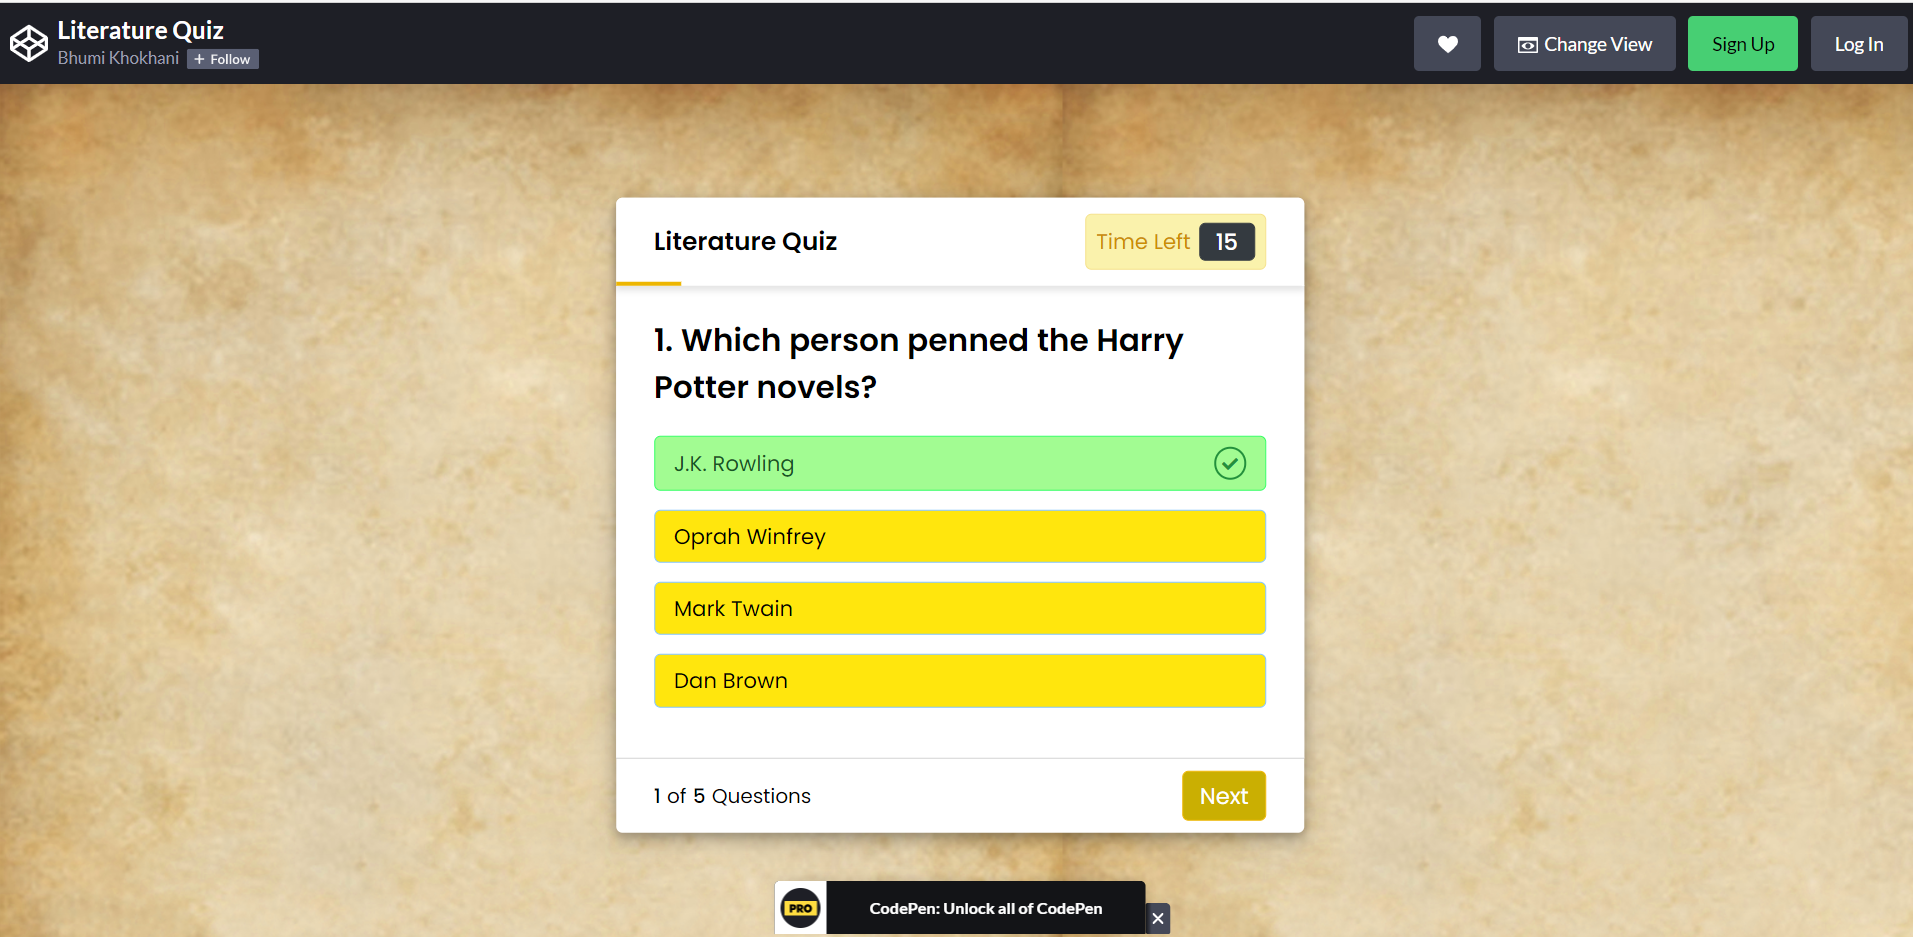 Literature Quiz
Bhumi Khokhani + Follow
Change View
Sign Up
Log In
Literature Quiz
Time Left 15
1. Which person penned the Harry
Potter novels?
J.K. Rowling
Oprah Winfrey
Mark Twain
Dan Brown
1 of 5 Questions
Next
PRO
CodePen: Unlock all of CodePen